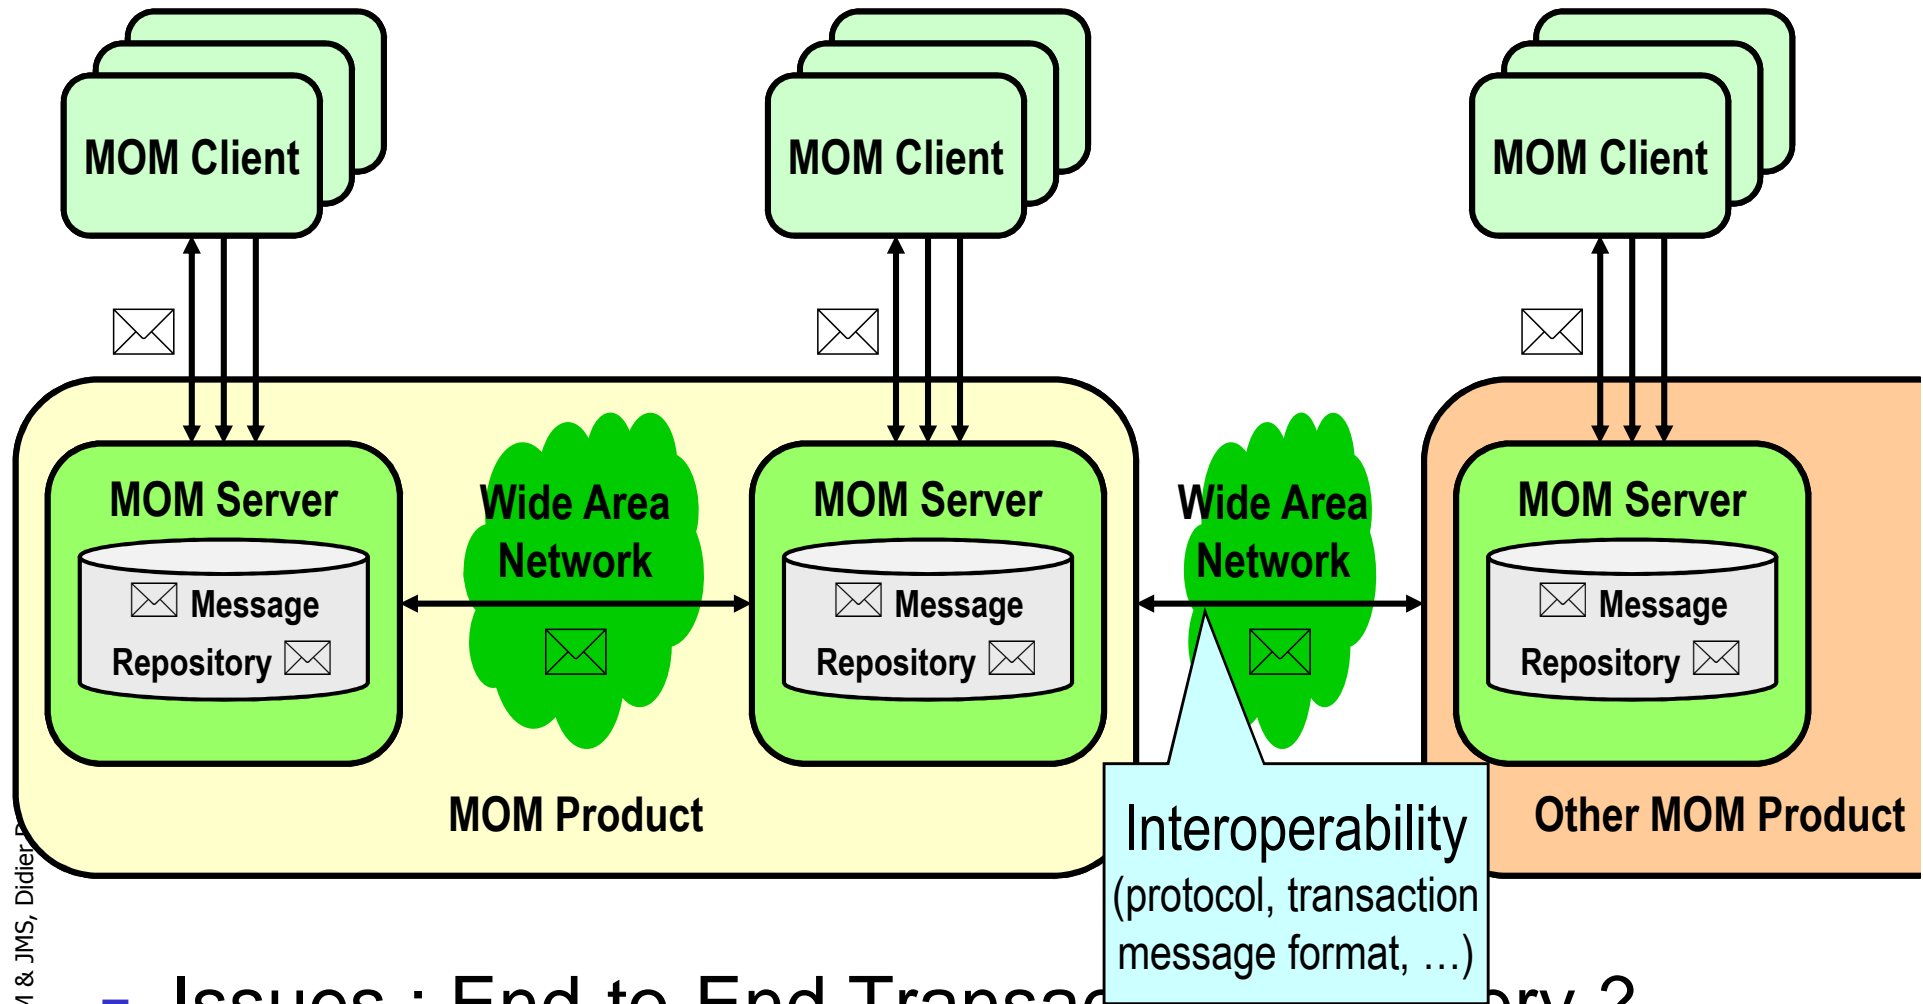 MOM Client
MOM Client
MOM Client
MOM Server
Wide Area
Network
MOM Server
Wide Area
Network
MOM Server
Message
Repository
Message
Repository
Message
Repository
MOM Product
Other MOM Product
Interoperability
(protocol, transaction
message format, …)
& JMS, Didier
- Issues : End to End ?